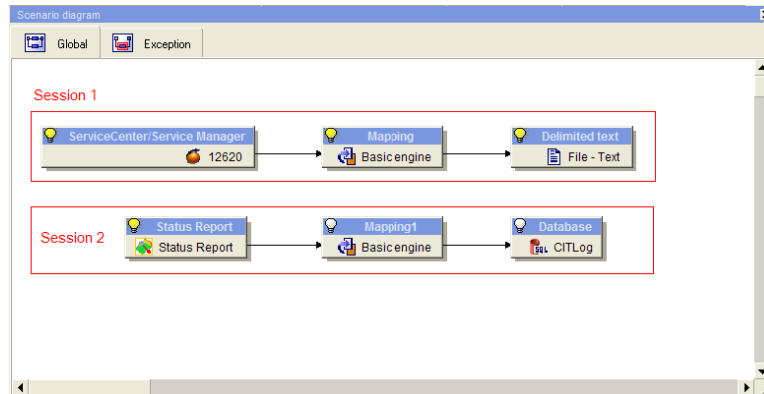 Scenario diagram
Global Exception
Session 1
ServiceCenter/Service Manager
12620
Mapping
Basic engine
Delimited text
File - Text
Session 2
Status Report
Status Report
Mapping1
Basic engine
Database
SQL CITLog